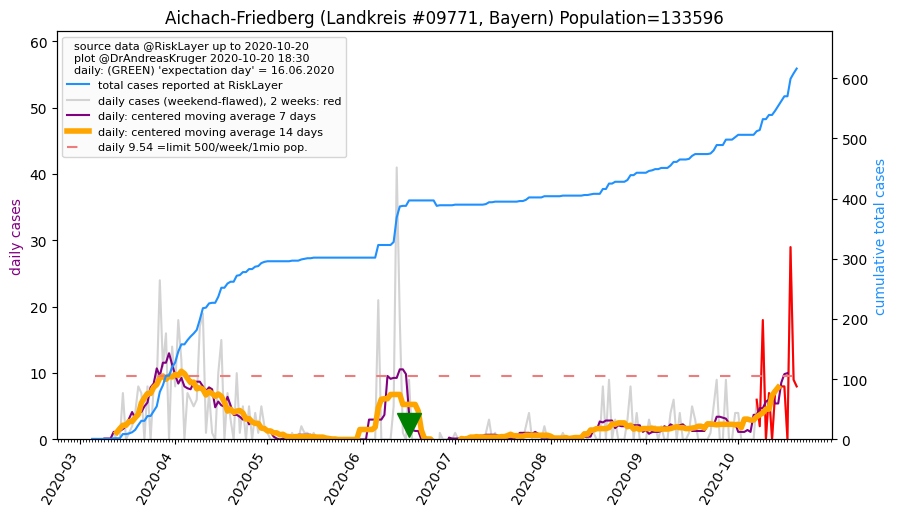 Aichach-Friedberg (Landkreis #09771, Bayern) Population=133596
source data @RiskLayer up to 2020-10-20
plot @DrAndreasKruger 2020-10-20 18:30
daily: (GREEN) 'expectation day' = 16.06.2020
total cases reported at RiskLayer
daily cases (weekend-flawed), 2 weeks: red
daily: centered moving average 7 days
daily: centered moving average 14 days
daily 9.54 =limit 500/week/1mio pop.
daily cases
60
50
40
30
20
10
0
cumulative total cases
600
500
400
300
200
100
0
2020-03
2020-04
2020-05
2020-06
2020-07
2020-08
2020-09
2020-10